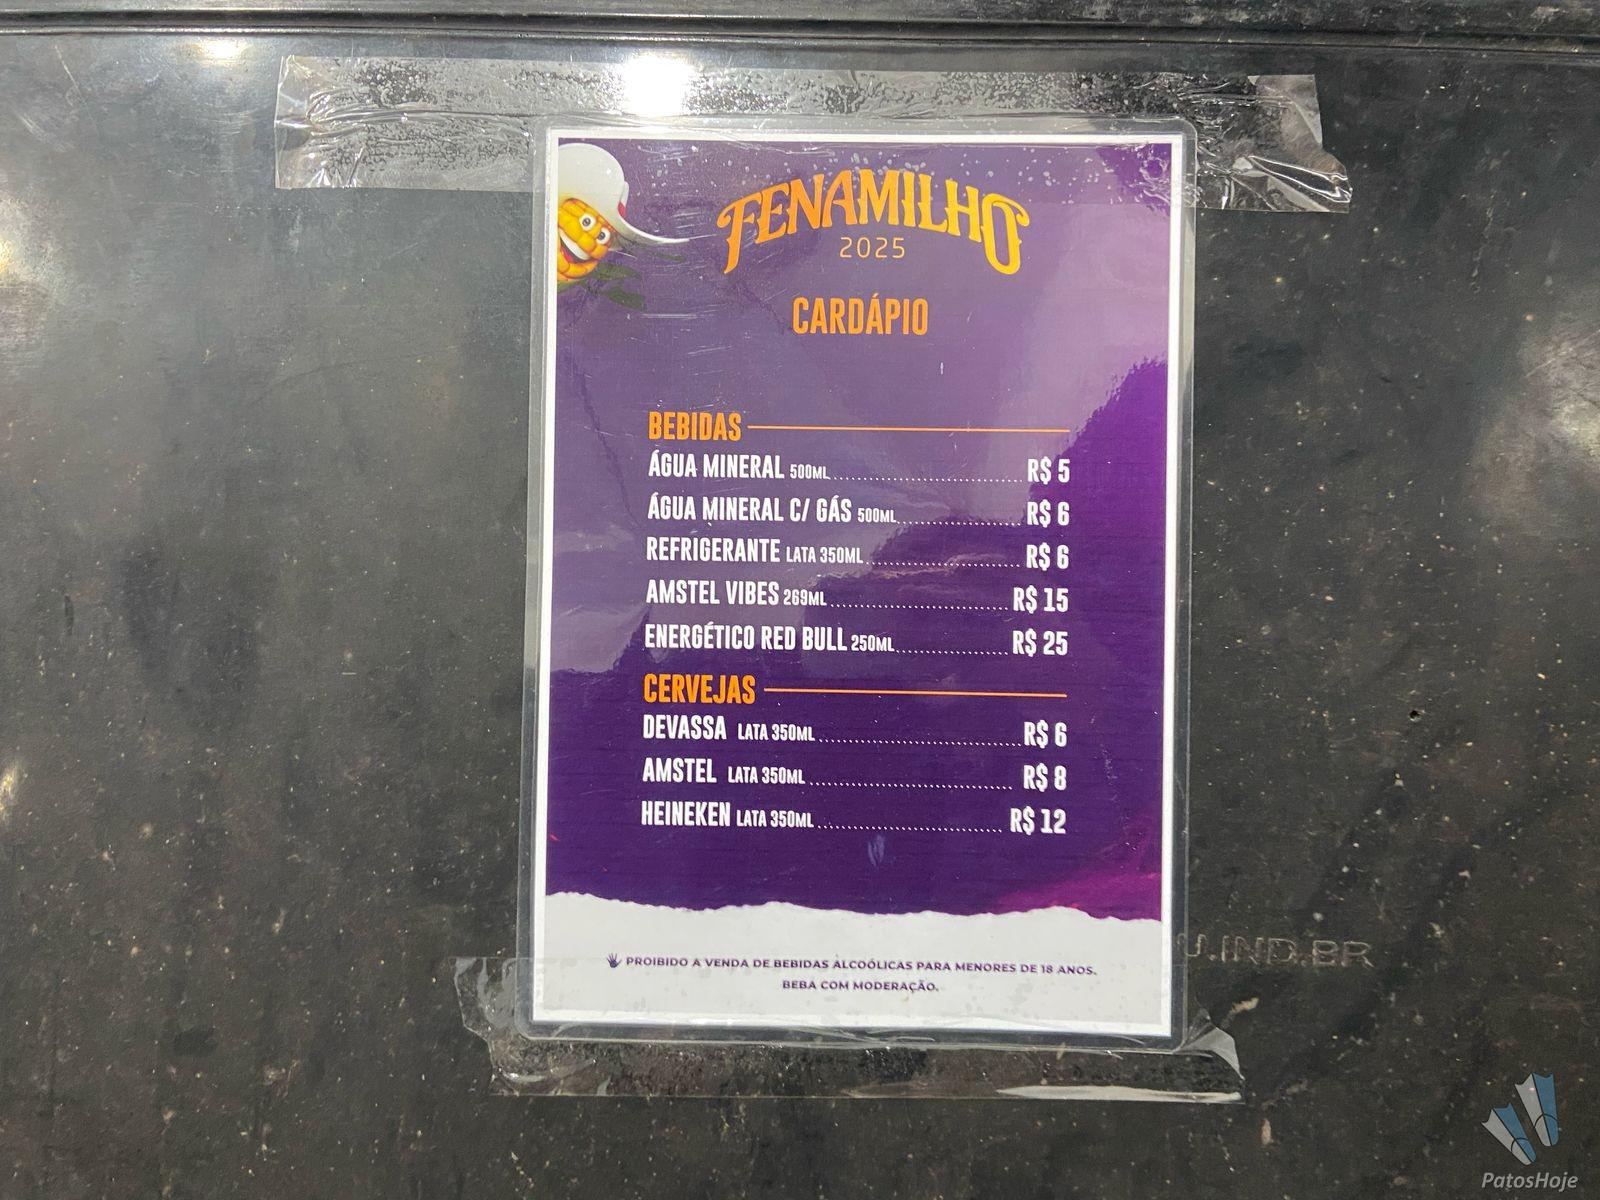 FENAMILHO
2025
CARDÁPIO
BEBIDAS
ÁGUA MINERAL 500ML R$ 5
ÁGUA MINERAL C/ GÁS 500ML R$ 6
REFRIGERANTE LATA 350ML R$ 6
AMSTEL VIBES 269ML R$ 15
ENERGÉTICO RED BULL 250ML R$ 25
CERVEJAS
DEVASSA LATA 350ML R$ 6
AMSTEL LATA 350ML R$ 8
HEINEKEN LATA 350ML R$ 12
PROIBIDO A VENDA DE BEBIDAS ALCOÓLICAS PARA MENORES DE 18 ANOS.
BEBA COM MODERAÇÃO.
.IND.BR
PatosHoje